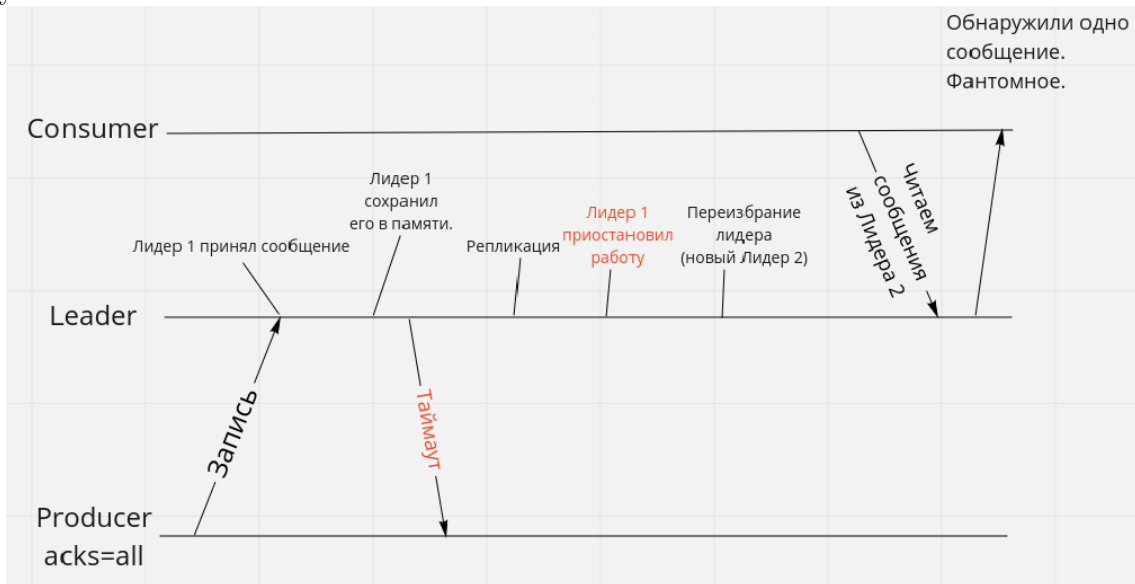 Обнаружили одно
сообщение.
Фантомное.
Consumer
Лидер 1
сохранил
его в памяти.
Лидер 1 принял сообщение
Репликация
Лидер 1
приостановил
работу
Переизбрание
лидера
(новый Лидер 2)
Читаем
сообщения
из Лидера 2
Leader
Запись
Таймаут
Producer
acks=all